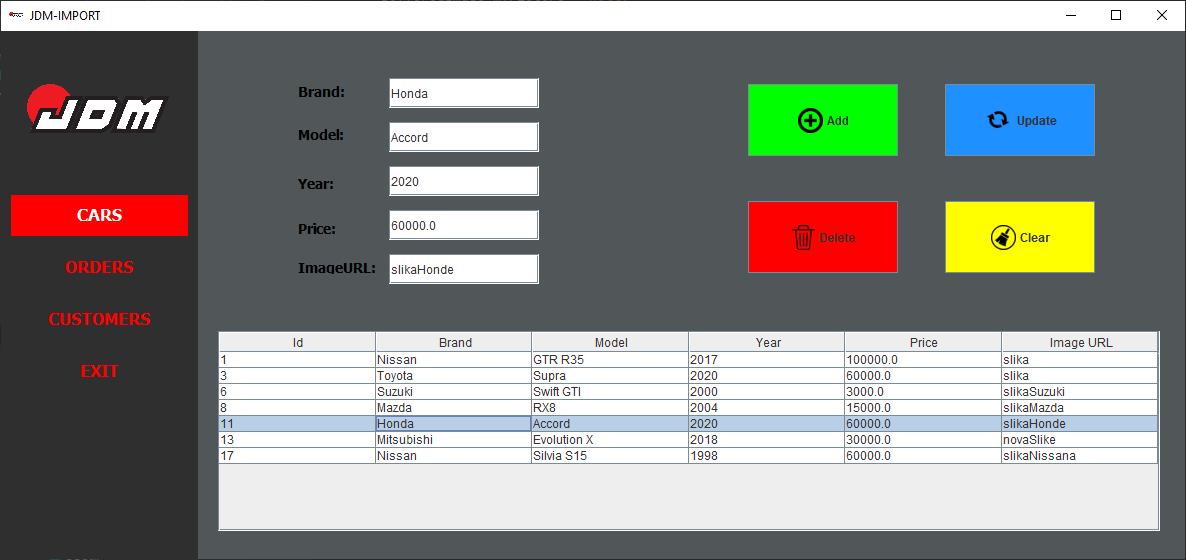 JDM-IMPORT
JDM
CARS
ORDERS
CUSTOMERS
EXIT
Brand: Honda
Model: Accord
Year: 2020
Price: 60000.0
ImageURL: slikaHonde
Add
Update
Delete
Clear
Id Brand Model Year Price Image URL
1 Nissan GTR R35 2017 100000.0 slika
3 Toyota Supra 2020 60000.0 slika
6 Suzuki Swift GTI 2000 3000.0 slikaSuzuki
8 Mazda RX8 2004 15000.0 slikaMazda
11 Honda Accord 2020 60000.0 slikaHonde
13 Mitsubishi Evolution X 2018 30000.0 novaSlike
17 Nissan Silvia S15 1998 60000.0 slikaNissana